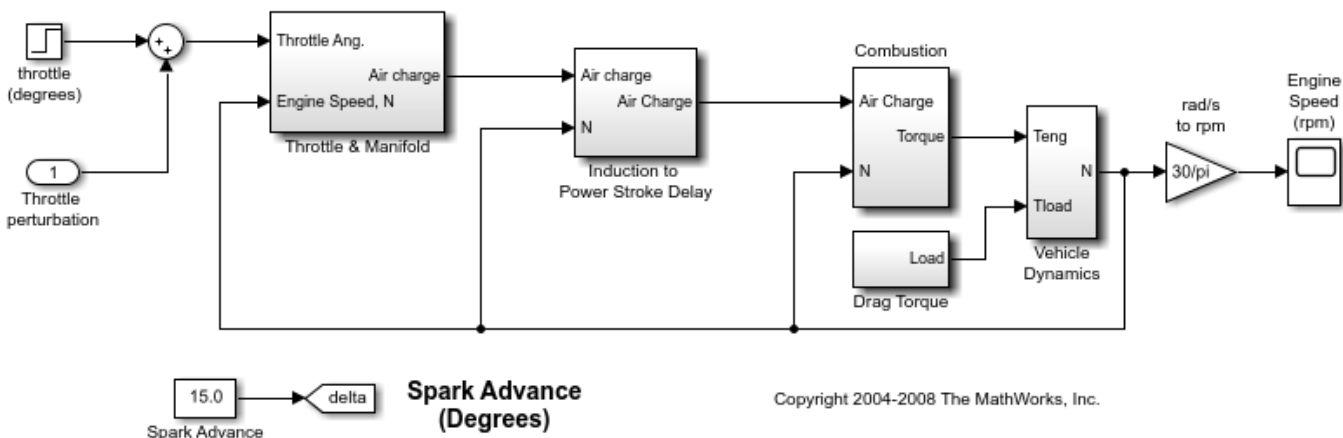 throttle
(degrees)
+
+
1
Throttle
perturbation
Throttle Ang.
Air charge
Engine Speed, N
Throttle & Manifold
Air charge
Air Charge
N
Induction to
Power Stroke Delay
Combustion
Air Charge
Torque
N
Load
Drag Torque
Teng
N
Tload
Vehicle
Dynamics
rad/s
to rpm
30/pi
Engine
Speed
(rpm)
15.0
Spark Advance
delta
Spark Advance
(Degrees)
Copyright 2004-2008 The MathWorks, Inc.